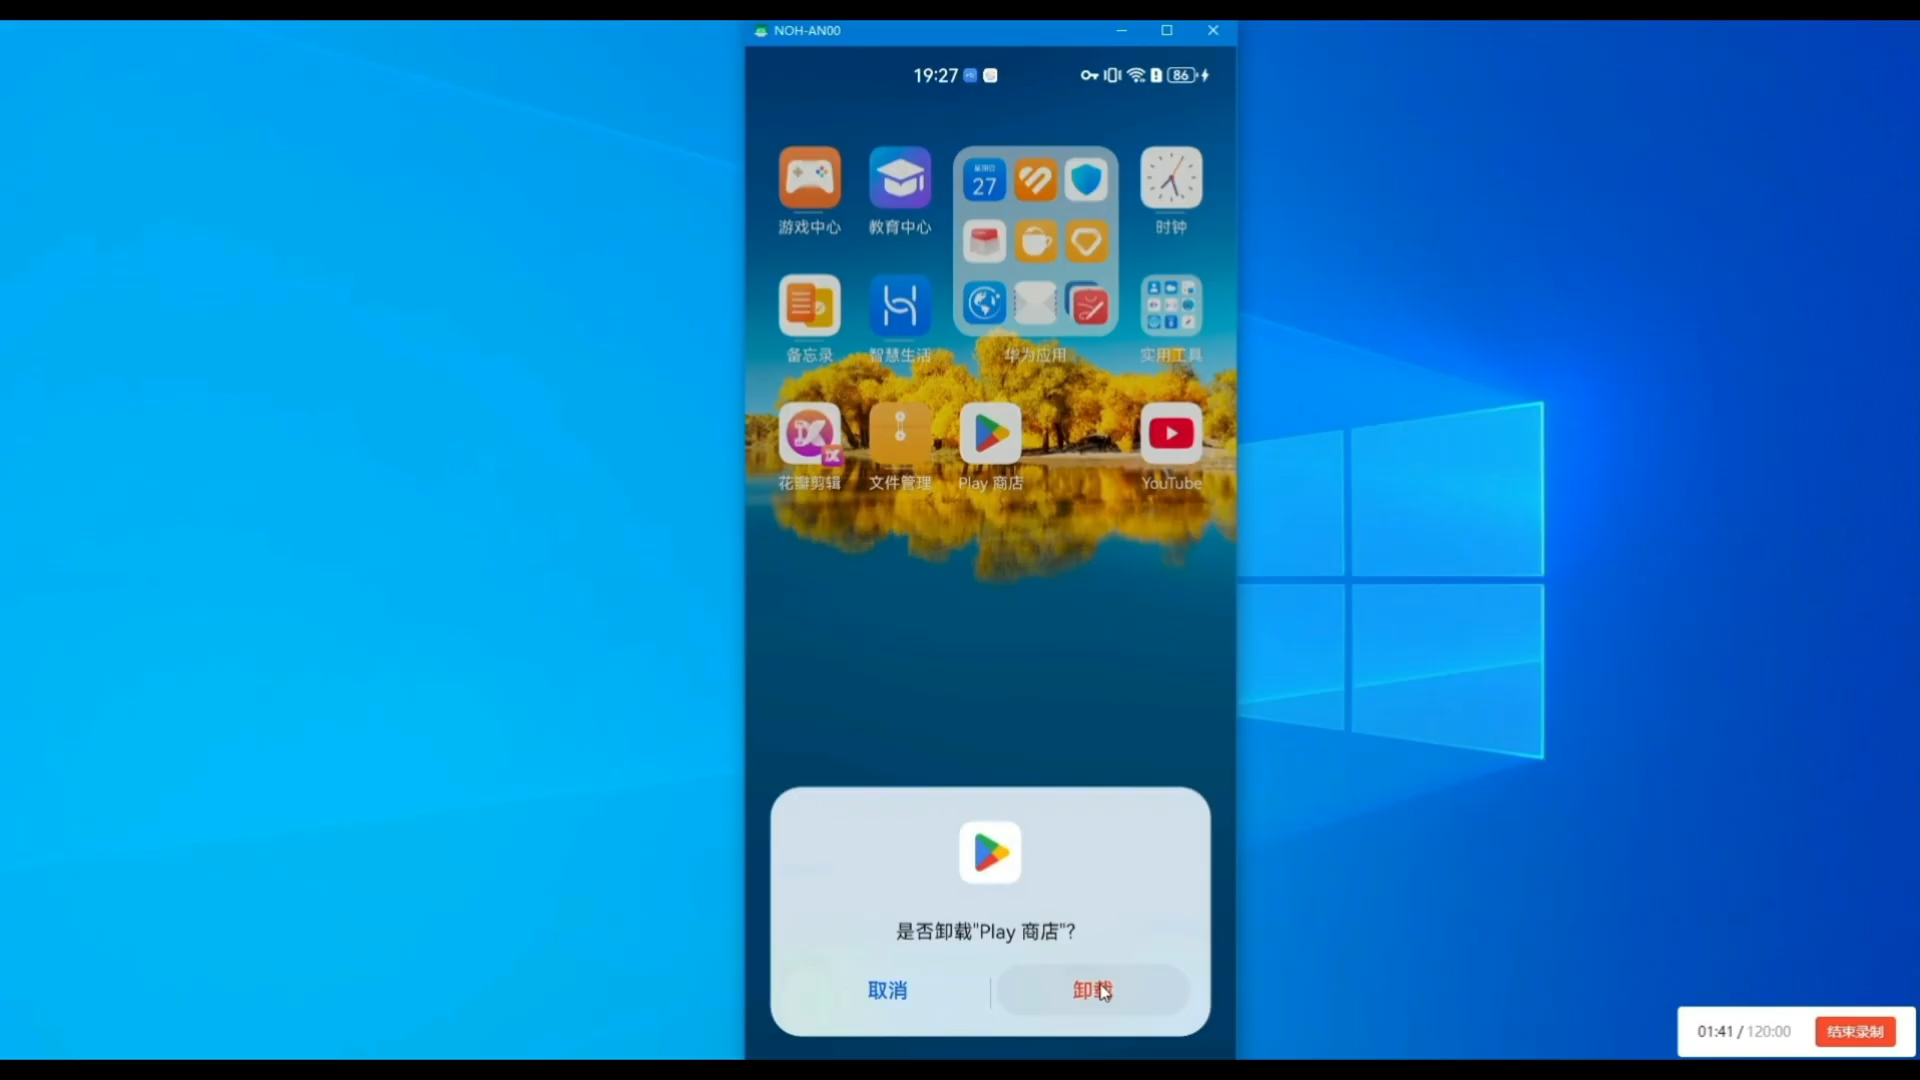 NOH-AN00
19:27
86
游戏中心
教育中心
星期日
27
时钟
备忘录
智慧生活
华为应用
实用工具
花瓣剪辑
文件管理
Play 商店
YouTube
是否卸载"Play 商店"?
取消
卸载
01:41 / 120:00
结束录制